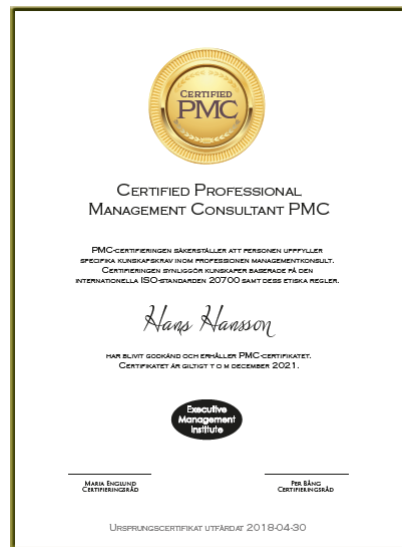 CERTIFIED
PMC
CERTIFIED PROFESSIONAL
MANAGEMENT CONSULTANT PMC
PMC-CERTIFIERINGEN SÄKERSTÄLLER ATT PERSONEN UPPFYLLER
SPECIFIKA KUNSKAPSKRAV INOM PROFESSIONEN MANAGEMENTKONSULT.
CERTIFIERINGEN SYNLIGGÖR KUNSKAPER BASERADE PÅ DEN
INTERNATIONELLA ISO-STANDARDEN 20700 SAMT DESS ETISKA REGLER.
Hans Hansson
HAR BLIVIT GODKÄND OCH ERHÅLLER PMC-CERTIFIKATET.
CERTIFIKATET ÄR GILTIGT T O M DECEMBER 2021.
Executive
Management
Institute
MARIA ENGLUND
CERTIFIERINGSRÅD
PER BÅNG
CERTIFIERINGSRÅD
URSPRUNGSCERTIFIKAT UTFÄRDAT 2018-04-30